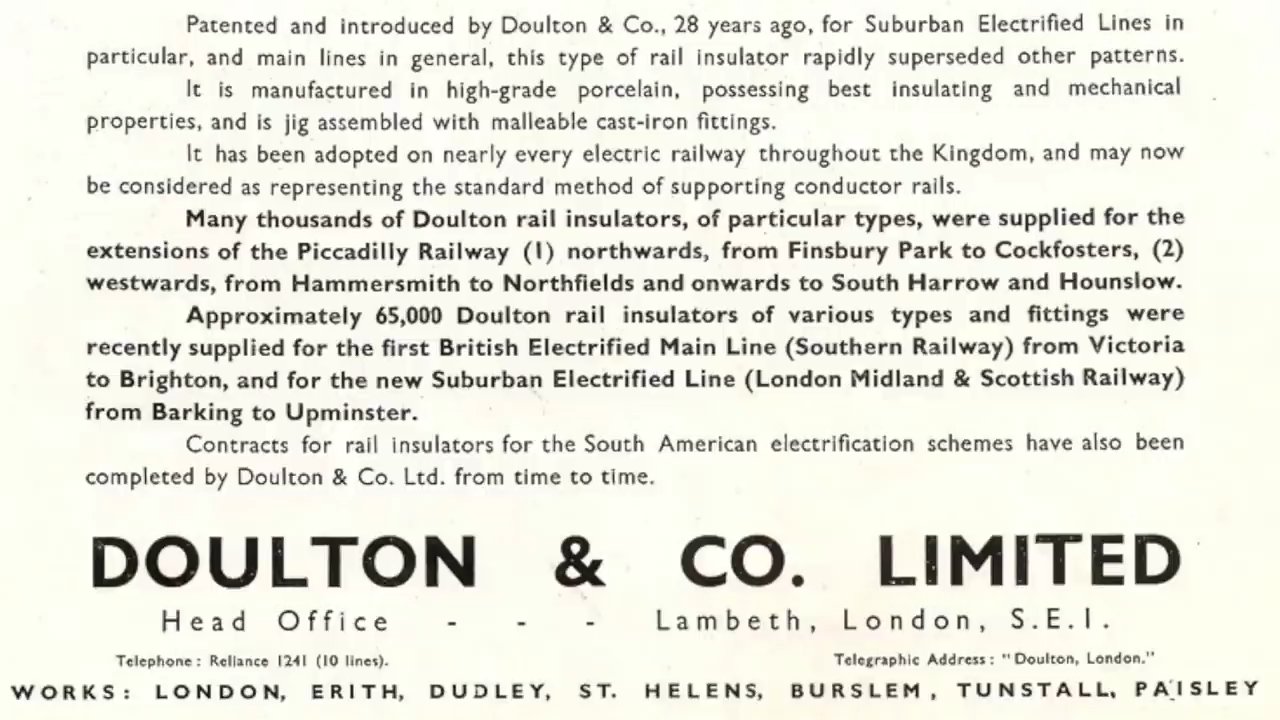 Patented and introduced by Doulton & Co., 28 years ago, for Suburban Electrified Lines in
particular, and main lines in general, this type of rail insulator rapidly superseded other patterns.
It is manufactured in high-grade porcelain, possessing best insulating and mechanical
properties, and is jig assembled with malleable cast-iron fittings.
It has been adopted on nearly every electric railway throughout the Kingdom, and may now
be considered as representing the standard method of supporting conductor rails.
Many thousands of Doulton rail insulators, of particular types, were supplied for the
extensions of the Piccadilly Railway (1) northwards, from Finsbury Park to Cockfosters, (2)
westwards, from Hammersmith to Northfields and onwards to South Harrow and Hounslow.
Approximately 65,000 Doulton rail insulators of various types and fittings were
recently supplied for the first British Electrified Main Line (Southern Railway) from Victoria
to Brighton, and for the new Suburban Electrified Line (London Midland & Scottish Railway)
from Barking to Upminster.
Contracts for rail insulators for the South American electrification schemes have also been
completed by Doulton & Co. Ltd. from time to time.
DOULTON & CO. LIMITED
Head Office - - - Lambeth, London, S.E.1.
Telephone: Reliance 1241 (10 lines). Telegraphic Address: "Doulton, London."
WORKS: LONDON, ERITH, DUDLEY, ST. HELENS, BURSLEM, TUNSTALL, PAISLEY